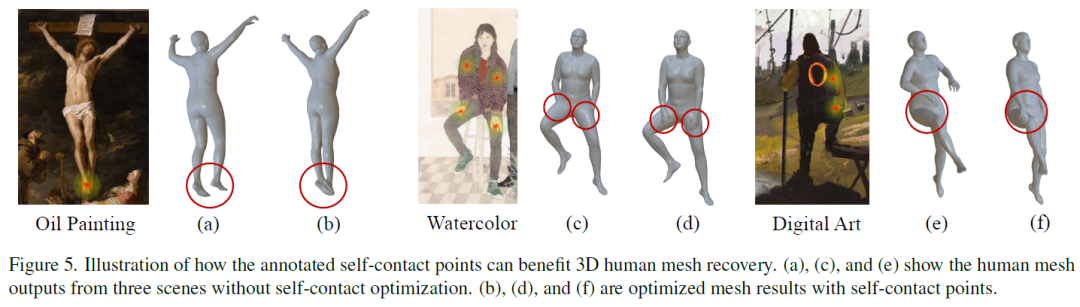 Oil Painting (a) (b) Watercolor (c) (d) Digital Art (e) (f)
Figure 5. Illustration of how the annotated self-contact points can benefit 3D human mesh recovery. (a), (c), and (e) show the human mesh
outputs from three scenes without self-contact optimization. (b), (d), and (f) are optimized mesh results with self-contact points.